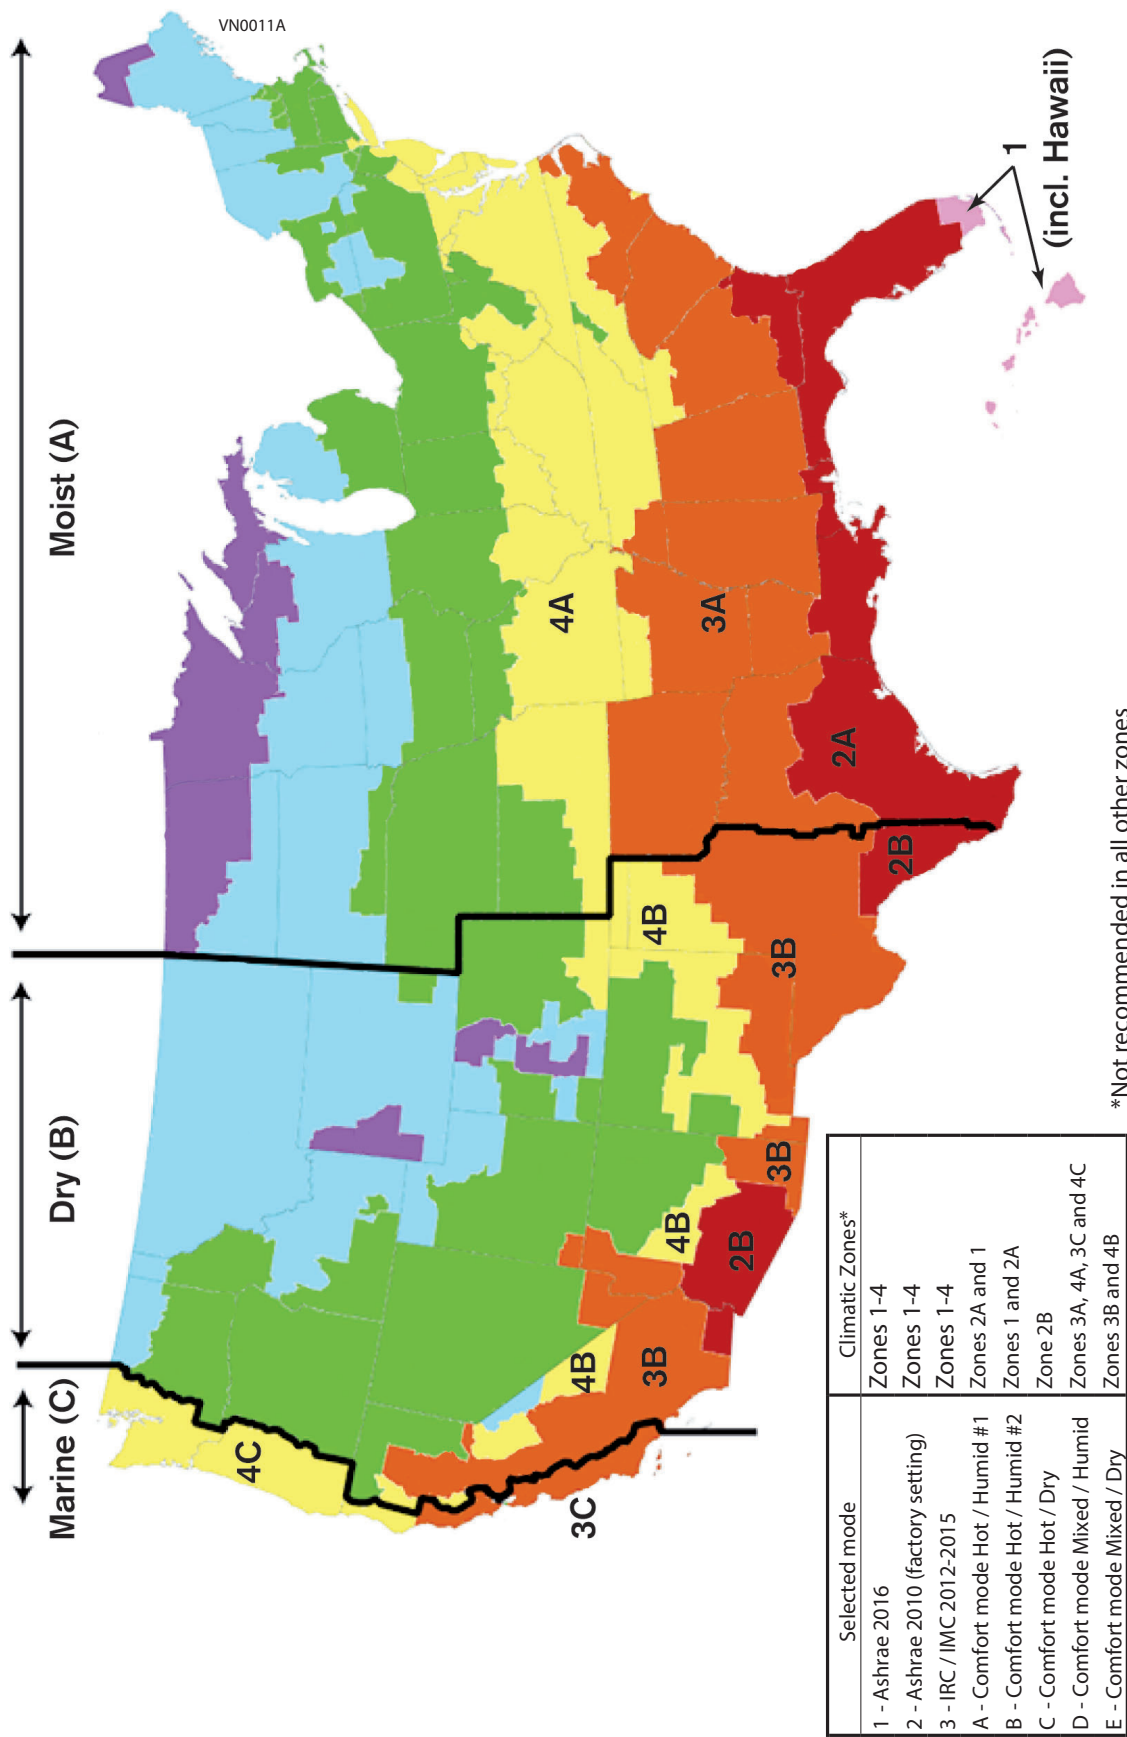 Marine (C)
Dry (B)
Moist (A)
VN0011A
4C
3C
4B
3B
4B
2B
3B
3B
4B
2B
2A
3A
4A
1
(incl. Hawaii)
Selected mode Climatic Zones*
1 - Ashrae 2016 Zones 1-4
2 - Ashrae 2010 (factory setting) Zones 1-4
3 - IRC / IMC 2012-2015 Zones 1-4
A - Comfort mode Hot / Humid #1 Zones 2A and 1
B - Comfort mode Hot / Humid #2 Zones 1 and 2A
C - Comfort mode Hot / Dry Zone 2B
D - Comfort mode Mixed / Humid Zones 3A, 4A, 3C and 4C
E - Comfort mode Mixed / Dry Zones 3B and 4B
*Not recommended in all other zones